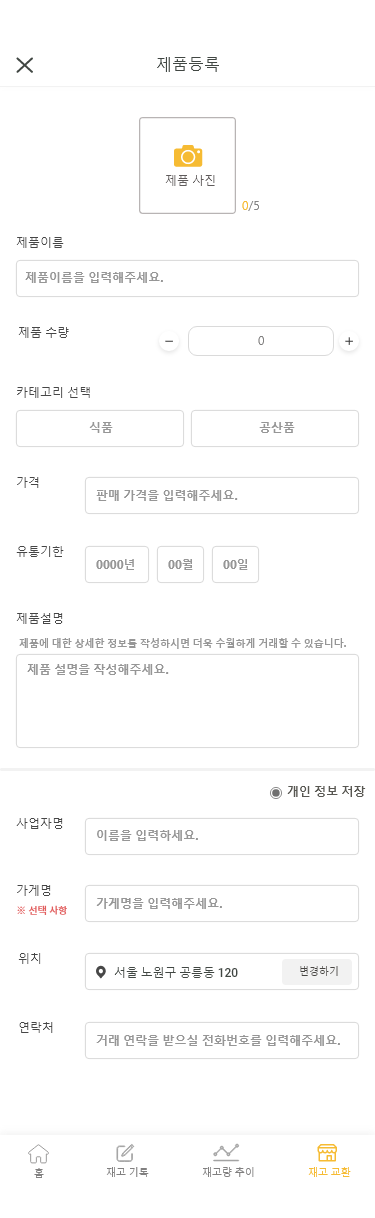 제품등록
제품 사진
0/5
제품이름
제품이름을 입력해주세요.
제품 수량
0
카테고리 선택
식품
공산품
가격
판매 가격을 입력해주세요.
유통기한
0000년 00월 00일
제품설명
제품에 대한 상세한 정보를 작성하시면 더욱 수월하게 거래할 수 있습니다.
제품 설명을 작성해주세요.
개인 정보 저장
사업자명
이름을 입력하세요.
가게명
※ 선택 사항
가게명을 입력해주세요.
위치
서울 노원구 공릉동 120
변경하기
연락처
거래 연락을 받으실 전화번호를 입력해주세요.
홈
재고 기록
재고량 추이
재고 교환